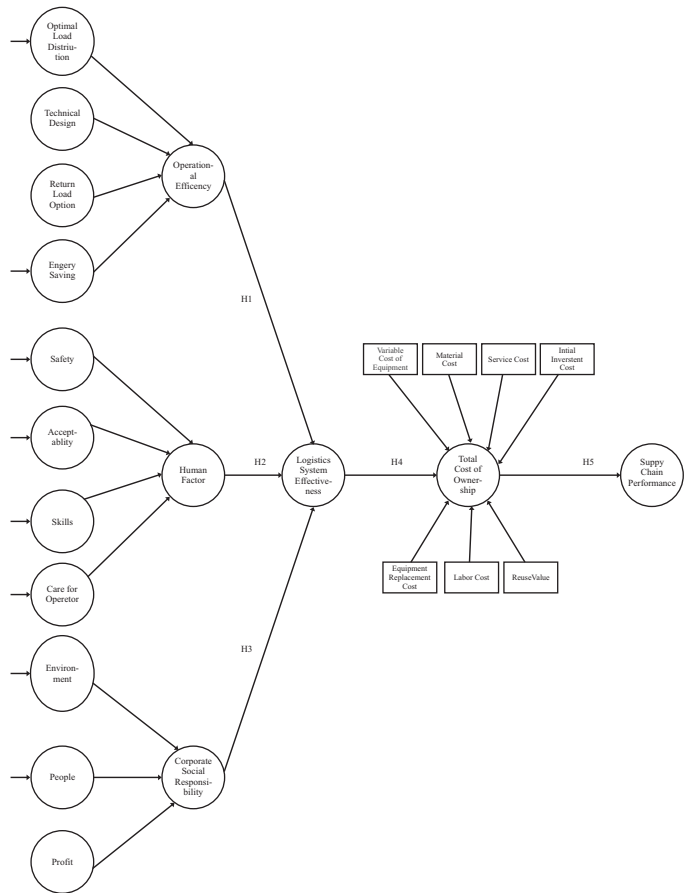 Optimal
Load
Distriu-
tion
Technical
Design
Return
Load
Option
Engery
Saving
Operation-
al
Efficency
H1
Safety
Accept-
ablity
Skills
Care for
Operetor
Human
Factor
H2
Logistics
System
Effective-
ness
H4
Variable
Cost of
Equipment
Material
Cost
Service Cost
Intial
Inverstent
Cost
Total
Cost of
Owner-
ship
H5
Suppy
Chain
Performance
Equipment
Replacement
Cost
Labor Cost
ReuseValue
H3
Environ-
ment
People
Profit
Corporate
Social
Responsi-
bility